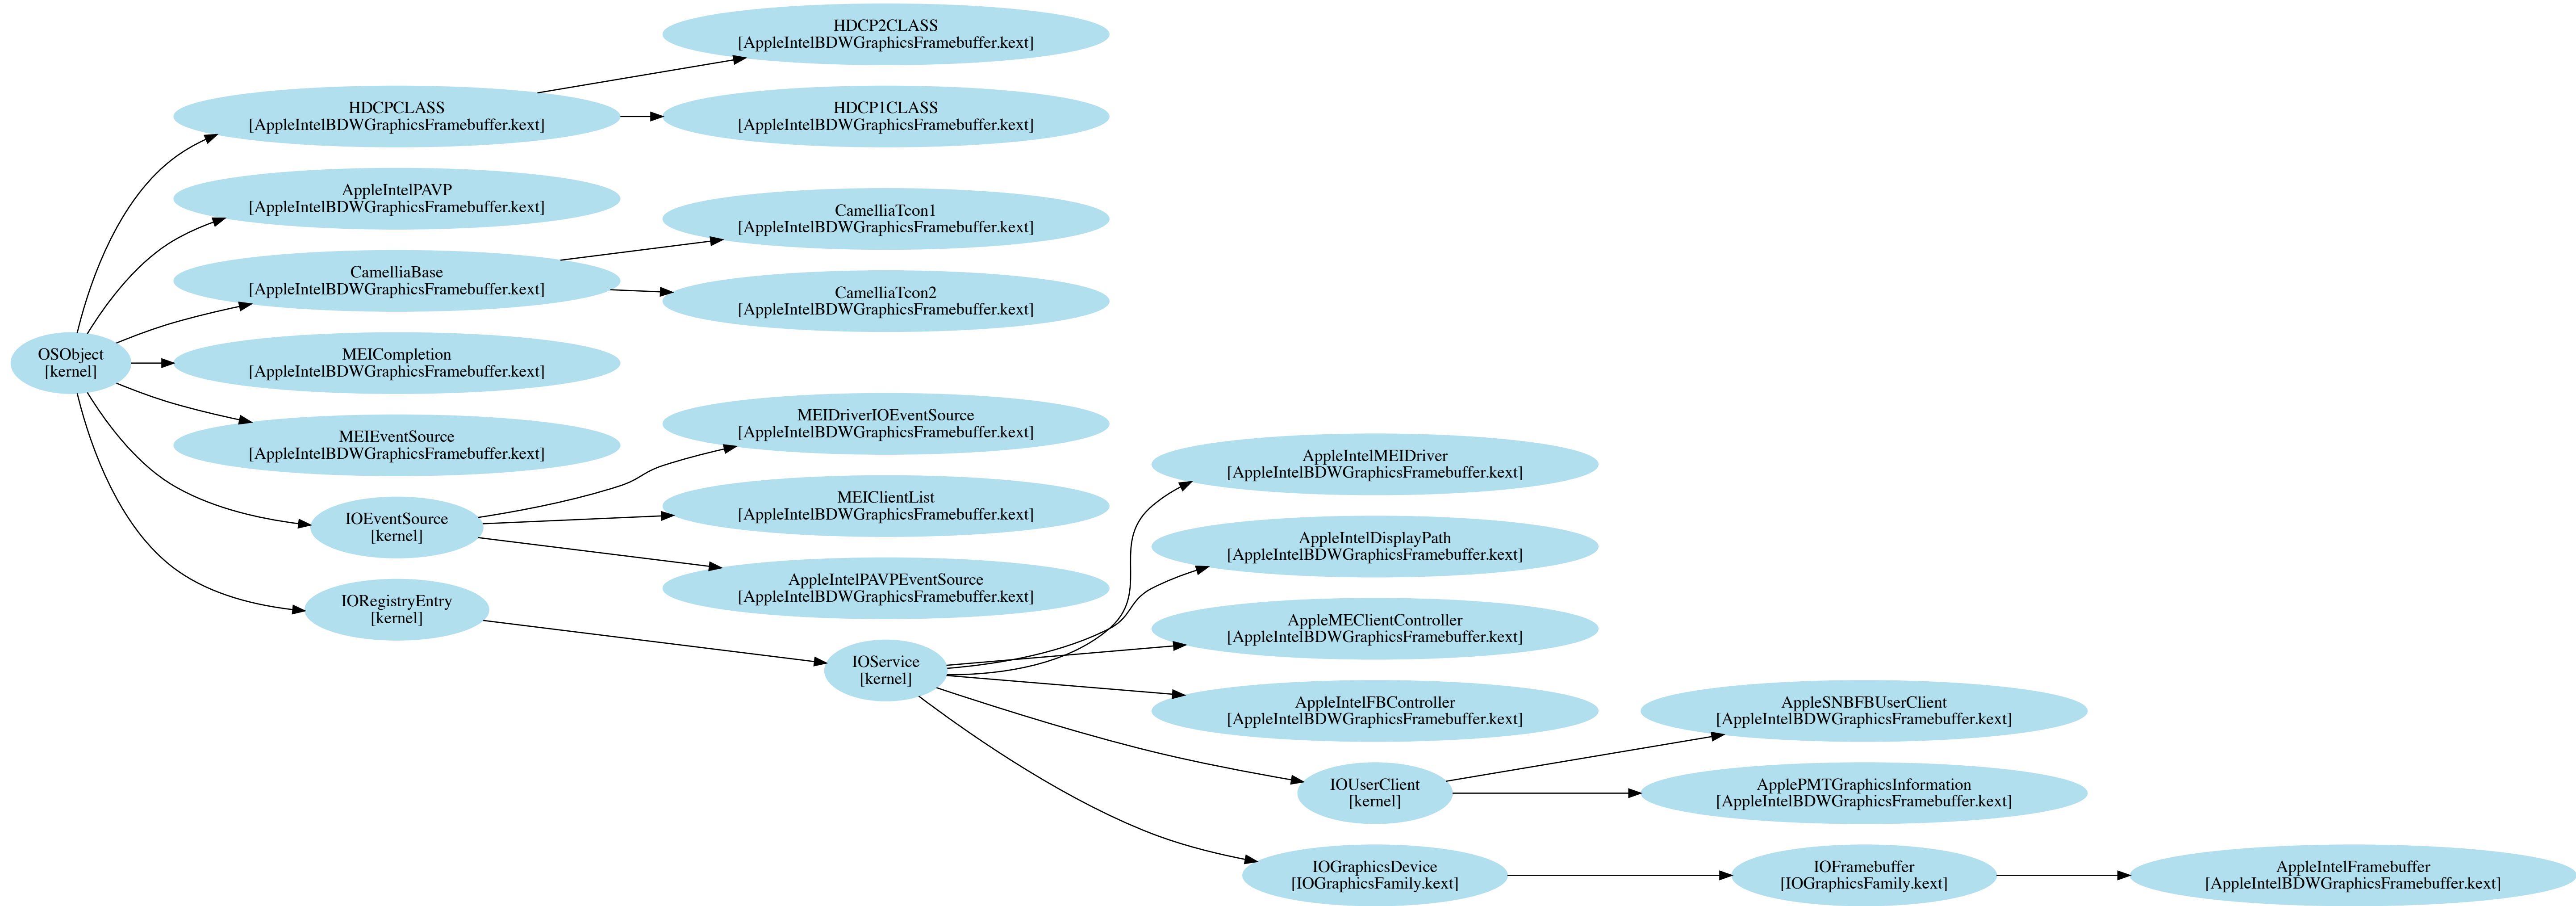 HDCP2CLASS
[AppleIntelBDWGraphicsFramebuffer.kext]
HDCPCLASS
[AppleIntelBDWGraphicsFramebuffer.kext]
HDCP1CLASS
[AppleIntelBDWGraphicsFramebuffer.kext]
AppleIntelPAVP
[AppleIntelBDWGraphicsFramebuffer.kext]
CamelliaTcon1
[AppleIntelBDWGraphicsFramebuffer.kext]
CamelliaBase
[AppleIntelBDWGraphicsFramebuffer.kext]
CamelliaTcon2
[AppleIntelBDWGraphicsFramebuffer.kext]
OSObject
[kernel]
MEICompletion
[AppleIntelBDWGraphicsFramebuffer.kext]
MEIEventSource
[AppleIntelBDWGraphicsFramebuffer.kext]
MEIDriverIOEventSource
[AppleIntelBDWGraphicsFramebuffer.kext]
IOEventSource
[kernel]
MEIClientList
[AppleIntelBDWGraphicsFramebuffer.kext]
AppleIntelPAVPEventSource
[AppleIntelBDWGraphicsFramebuffer.kext]
IORegistryEntry
[kernel]
IOService
[kernel]
AppleIntelMEIDriver
[AppleIntelBDWGraphicsFramebuffer.kext]
AppleIntelDisplayPath
[AppleIntelBDWGraphicsFramebuffer.kext]
AppleMEClientController
[AppleIntelBDWGraphicsFramebuffer.kext]
AppleIntelFBController
[AppleIntelBDWGraphicsFramebuffer.kext]
AppleSNBFBUserClient
[AppleIntelBDWGraphicsFramebuffer.kext]
IOUserClient
[kernel]
ApplePMTGraphicsInformation
[AppleIntelBDWGraphicsFramebuffer.kext]
IOGraphicsDevice
[IOGraphicsFamily.kext]
IOFramebuffer
[IOGraphicsFamily.kext]
AppleIntelFramebuffer
[AppleIntelBDWGraphicsFramebuffer.kext]